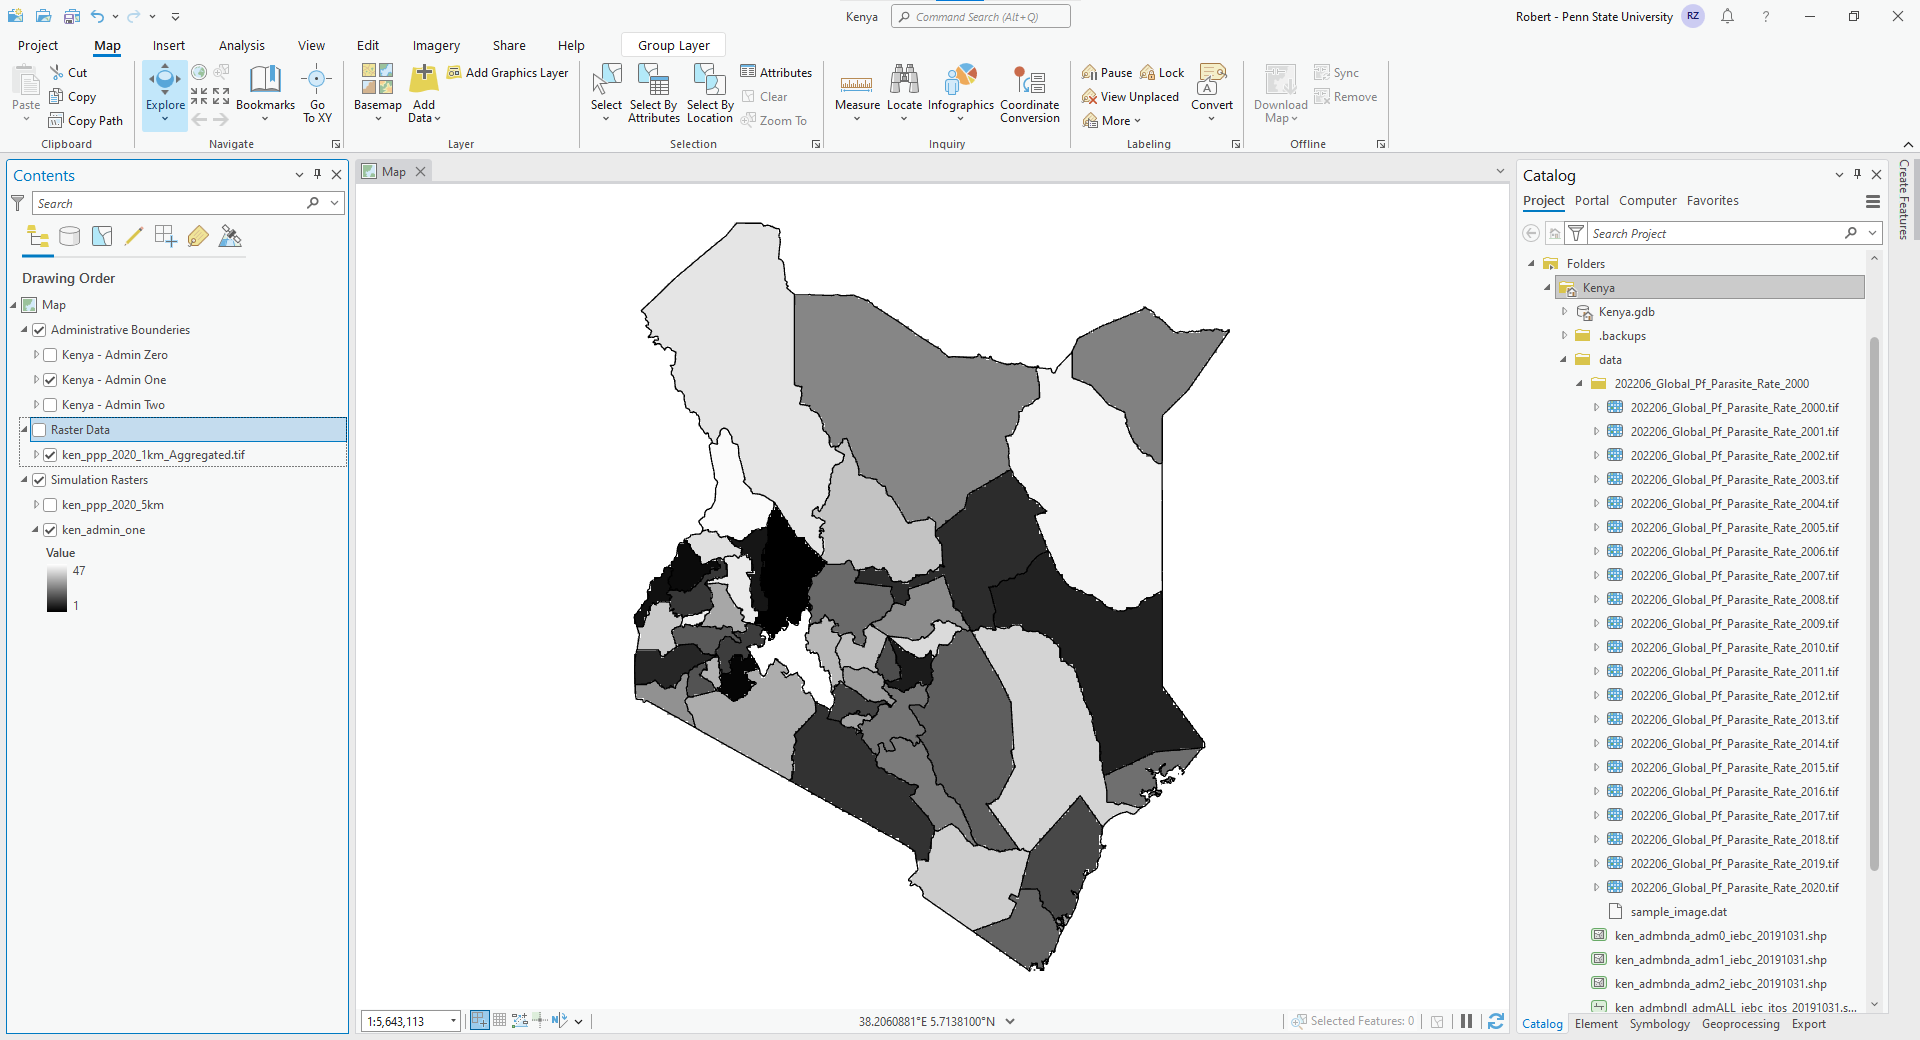 Kenya
Command Search (Alt+Q)
Robert - Penn State University
RZ
?
Project
Map
Insert
Analysis
View
Edit
Imagery
Share
Help
Group Layer
Paste
Cut
Copy
Copy Path
Clipboard
Explore
Bookmarks
Go
To XY
Navigate
Basemap
Add
Data
Add Graphics Layer
Layer
Select
Select By
Attributes
Select By
Location
Attributes
Clear
Zoom To
Selection
Measure
Locate
Infographics
Coordinate
Conversion
Inquiry
Pause
Lock
View Unplaced
More
Convert
Labeling
Download
Map
Sync
Remove
Offline
Contents
Search
Drawing Order
Map
Administrative Bounderies
Kenya - Admin Zero
Kenya - Admin One
Kenya - Admin Two
Raster Data
ken_ppp_2020_1km_Aggregated.tif
Simulation Rasters
ken_ppp_2020_5km
ken_admin_one
Value
47
1
Map
1:5,643,113
38.2060881°E 5.7138100°N
Selected Features: 0
Catalog
Project
Portal
Computer
Favorites
Search Project
Folders
Kenya
Kenya.gdb
.backups
data
202206_Global_Pf_Parasite_Rate_2000
202206_Global_Pf_Parasite_Rate_2000.tif
202206_Global_Pf_Parasite_Rate_2001.tif
202206_Global_Pf_Parasite_Rate_2002.tif
202206_Global_Pf_Parasite_Rate_2003.tif
202206_Global_Pf_Parasite_Rate_2004.tif
202206_Global_Pf_Parasite_Rate_2005.tif
202206_Global_Pf_Parasite_Rate_2006.tif
202206_Global_Pf_Parasite_Rate_2007.tif
202206_Global_Pf_Parasite_Rate_2008.tif
202206_Global_Pf_Parasite_Rate_2009.tif
202206_Global_Pf_Parasite_Rate_2010.tif
202206_Global_Pf_Parasite_Rate_2011.tif
202206_Global_Pf_Parasite_Rate_2012.tif
202206_Global_Pf_Parasite_Rate_2013.tif
202206_Global_Pf_Parasite_Rate_2014.tif
202206_Global_Pf_Parasite_Rate_2015.tif
202206_Global_Pf_Parasite_Rate_2016.tif
202206_Global_Pf_Parasite_Rate_2017.tif
202206_Global_Pf_Parasite_Rate_2018.tif
202206_Global_Pf_Parasite_Rate_2019.tif
202206_Global_Pf_Parasite_Rate_2020.tif
sample_image.dat
ken_admbnda_adm0_iebc_20191031.shp
ken_admbnda_adm1_iebc_20191031.shp
ken_admbnda_adm2_iebc_20191031.shp
ken_admbndl_admALL_iebc_itos_20191031.s...
Catalog
Element
Symbology
Geoprocessing
Export
Create Features